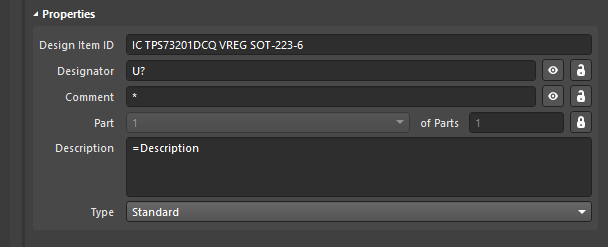 Properties
Design Item ID IC TPS73201DCQ VREG SOT-223-6
Designator U?
Comment *
Part 1 of Parts 1
Description =Description
Type Standard